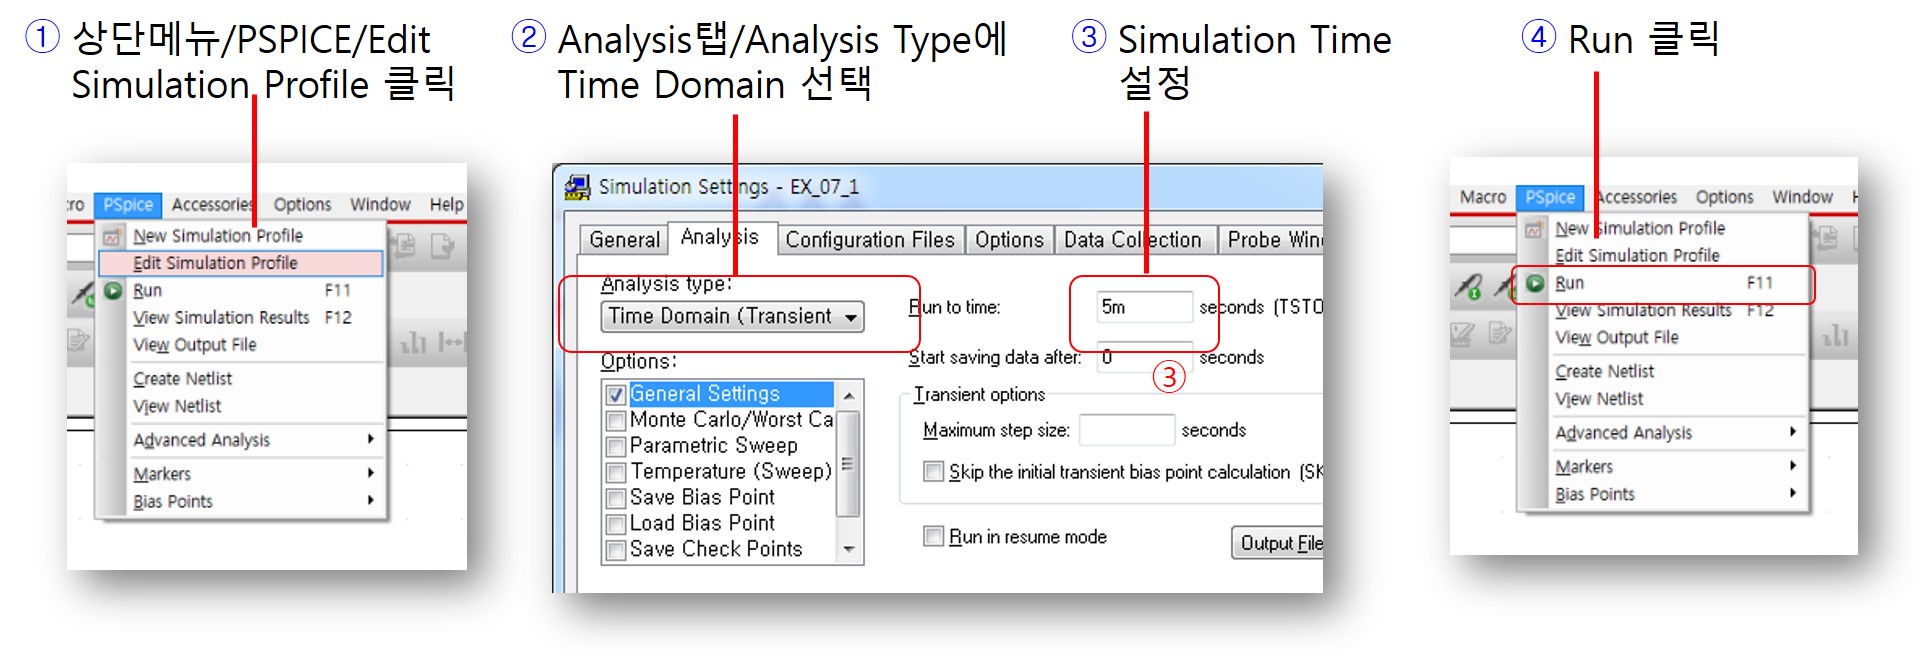 ① 상단메뉴/PSPICE/Edit
Simulation Profile 클릭
② Analysis탭/Analysis Type에
Time Domain 선택
③ Simulation Time
설정
④ Run 클릭
PSpice Accessories Options Window Help
New Simulation Profile
Edit Simulation Profile
Run F11
View Simulation Results F12
View Output File
Create Netlist
View Netlist
Advanced Analysis
Markers
Bias Points
Simulation Settings - EX_07_1
General Analysis Configuration Files Options Data Collection Probe Win
Analysis type:
Time Domain (Transient
Run to time: 5m seconds (TSTO
Start saving data after: 0 seconds
③
Options:
General Settings
Monte Carlo/Worst Ca
Parametric Sweep
Temperature (Sweep)
Save Bias Point
Load Bias Point
Save Check Points
Transient options
Maximum step size: seconds
Skip the initial transient bias point calculation (SK
Run in resume mode
Output File
Macro PSpice Accessories Options Window
New Simulation Profile
Edit Simulation Profile
Run F11
View Simulation Results F12
View Output File
Create Netlist
View Netlist
Advanced Analysis
Markers
Bias Points